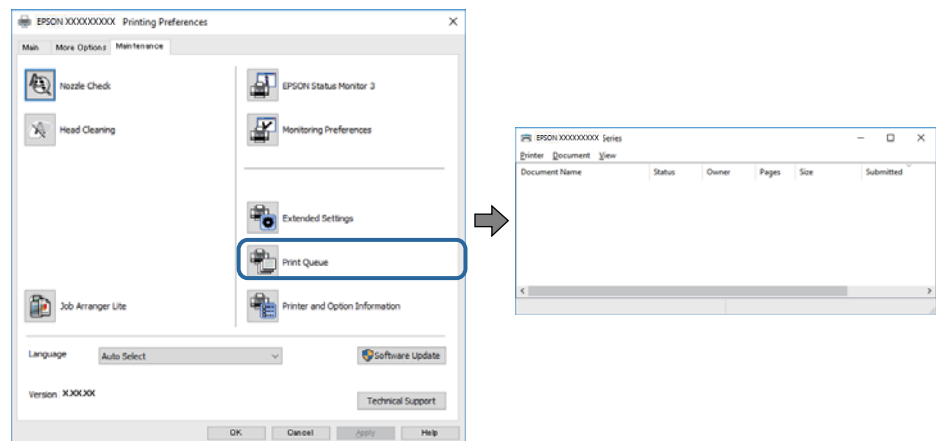 EPSON XXXXXXXXX Printing Preferences
Main More Options Maintenance
Nozzle Check
EPSON Status Monitor 3
Head Cleaning
Monitoring Preferences
Extended Settings
Print Queue
Job Arranger Lite
Printer and Option Information
Language Auto Select
Software Update
Version X.XX.XX
Technical Support
OK Cancel Apply Help
EPSON XXXXXXXXX Series
Printer Document View
Document Name Status Owner Pages Size Submitted